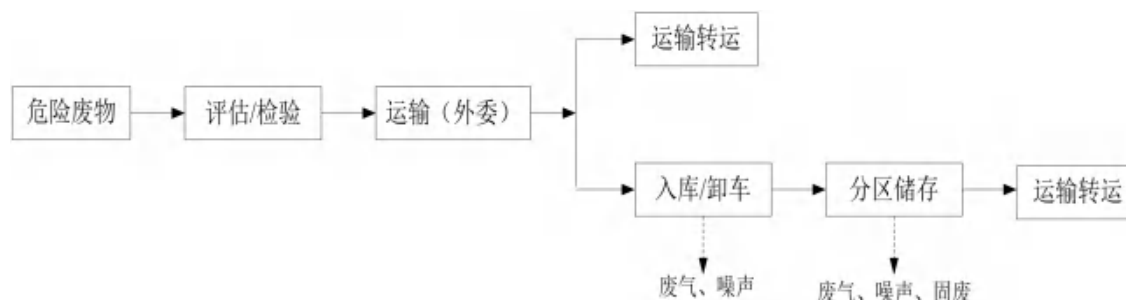 运输转运
危险废物
评估/检验
运输（外委）
入库/卸车
分区储存
运输转运
废气、噪声
废气、噪声、固废